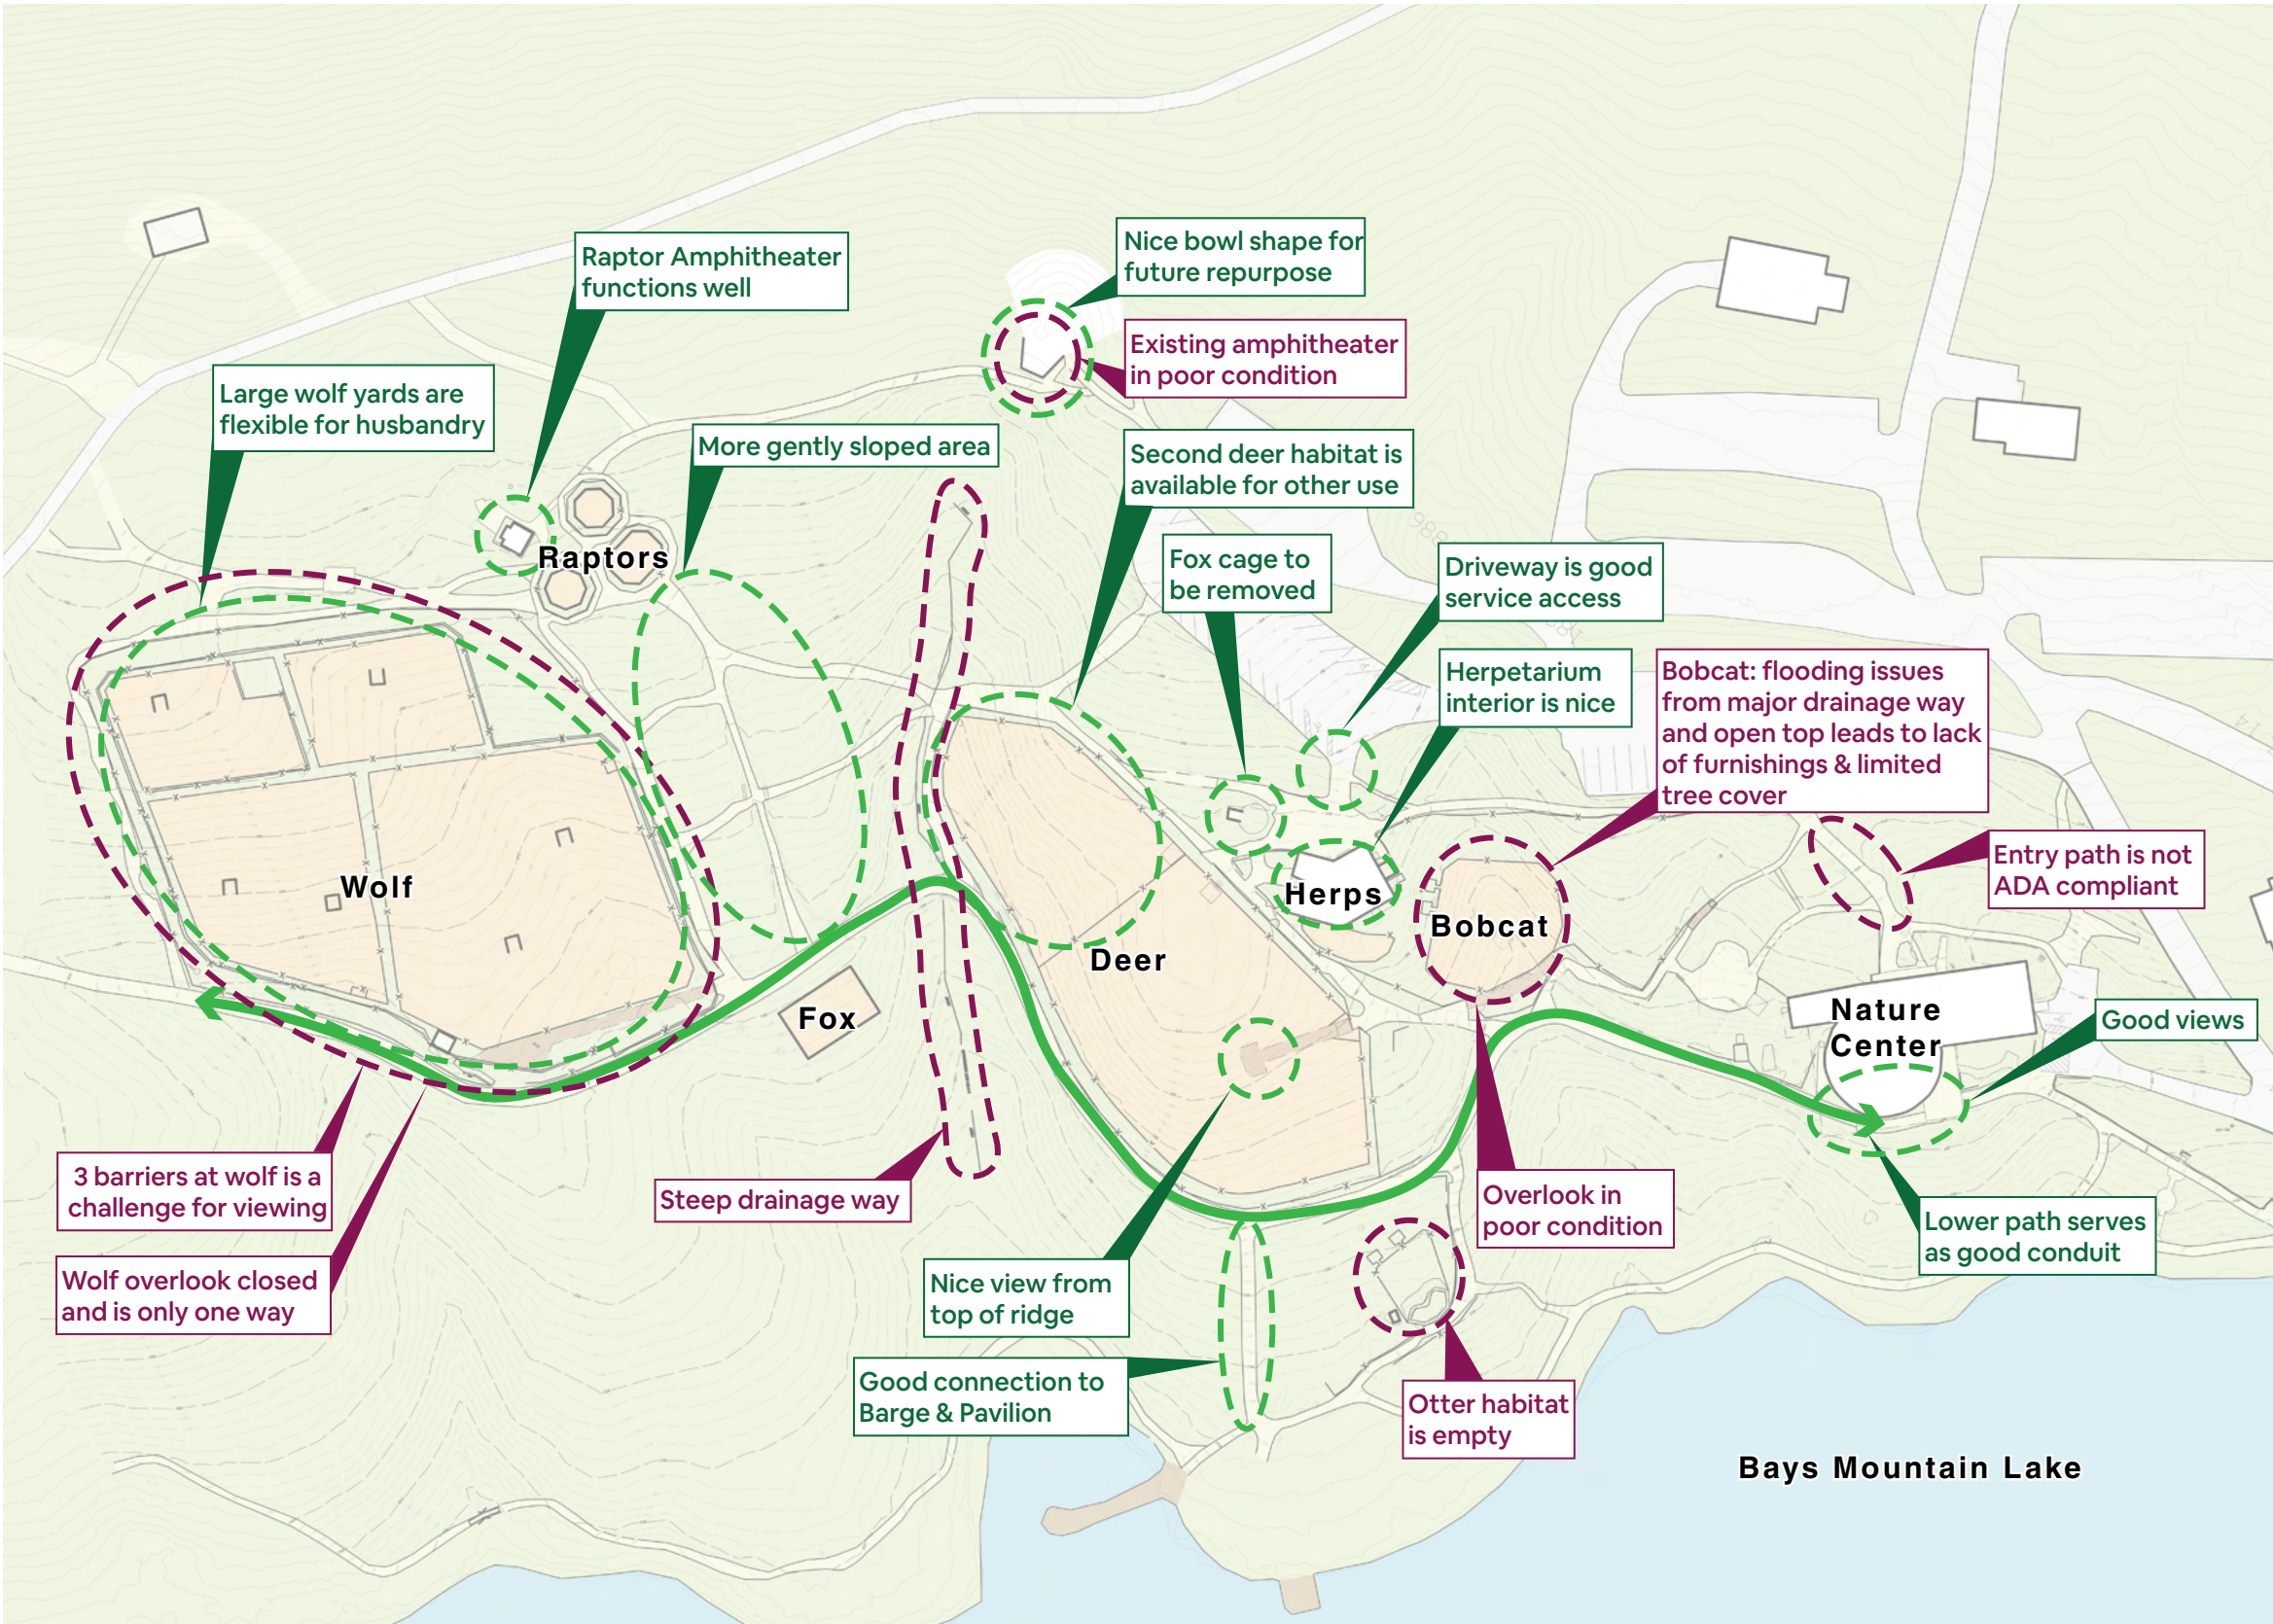 Nice bowl shape for
future repurpose
Raptor Amphitheater
functions well
Existing amphitheater
in poor condition
Large wolf yards are
flexible for husbandry
More gently sloped area
Second deer habitat is
available for other use
Fox cage to
be removed
Driveway is good
service access
Raptors
Herpetarium
interior is nice
Bobcat: flooding issues
from major drainage way
and open top leads to lack
of furnishings & limited
tree cover
Entry path is not
ADA compliant
Wolf
Herps
Bobcat
Deer
Fox
Nature
Center
Good views
3 barriers at wolf is a
challenge for viewing
Steep drainage way
Overlook in
poor condition
Lower path serves
as good conduit
Wolf overlook closed
and is only one way
Nice view from
top of ridge
Good connection to
Barge & Pavilion
Otter habitat
is empty
Bays Mountain Lake